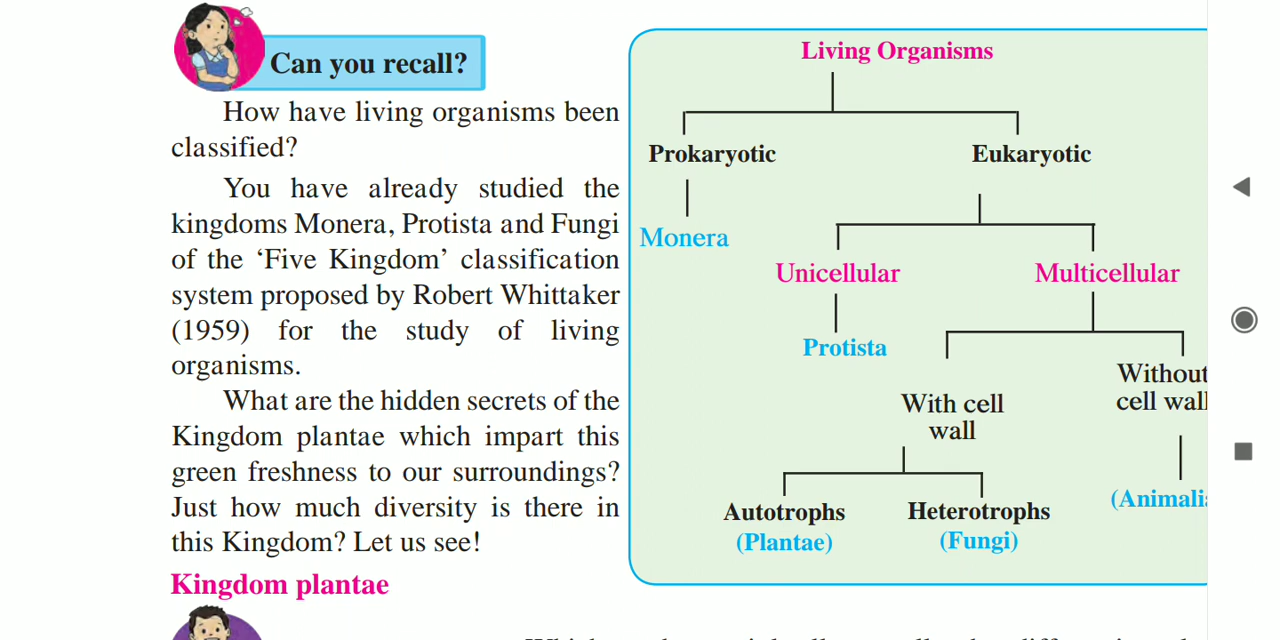 Can you recall?
How have living organisms been
classified?
You have already studied the
kingdoms Monera, Protista and Fungi
of the ‘Five Kingdom’ classification
system proposed by Robert Whittaker
(1959) for the study of living
organisms.
What are the hidden secrets of the
Kingdom plantae which impart this
green freshness to our surroundings?
Just how much diversity is there in
this Kingdom? Let us see!
Kingdom plantae
Living Organisms
Prokaryotic
Eukaryotic
Monera
Unicellular
Multicellular
Protista
With cell
wall
Without
cell wall
Autotrophs
(Plantae)
Heterotrophs
(Fungi)
(Animalia